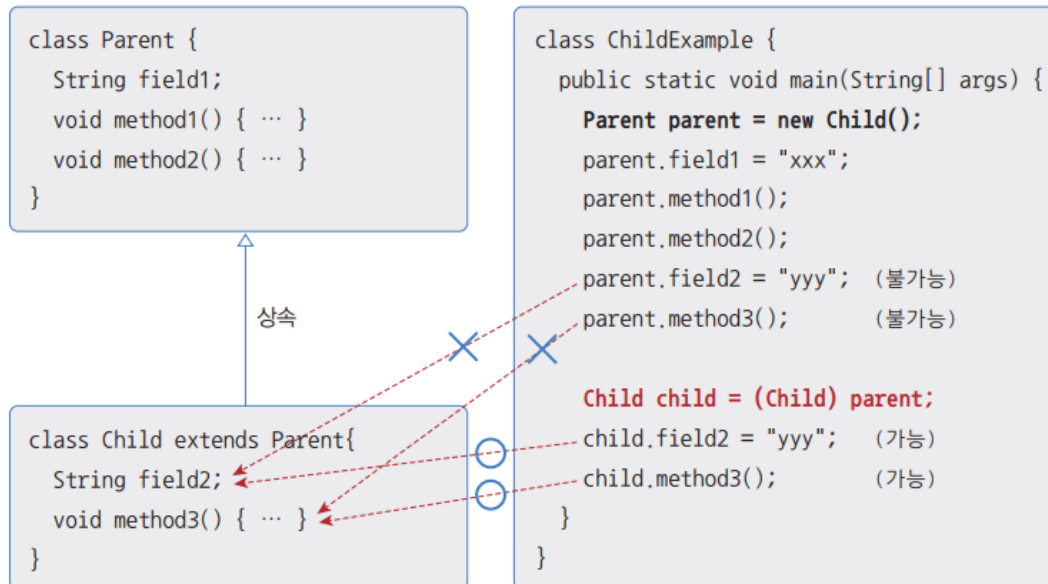 class Parent {
String field1;
void method1() { … }
void method2() { … }
}
상속
class Child extends Parent{
String field2;
void method3() { … }
}
class ChildExample {
public static void main(String[] args) {
Parent parent = new Child();
parent.field1 = "xxx";
parent.method1();
parent.method2();
parent.field2 = "yyy"; (불가능)
parent.method3(); (불가능)
Child child = (Child) parent;
child.field2 = "yyy"; (가능)
child.method3(); (가능)
}
}